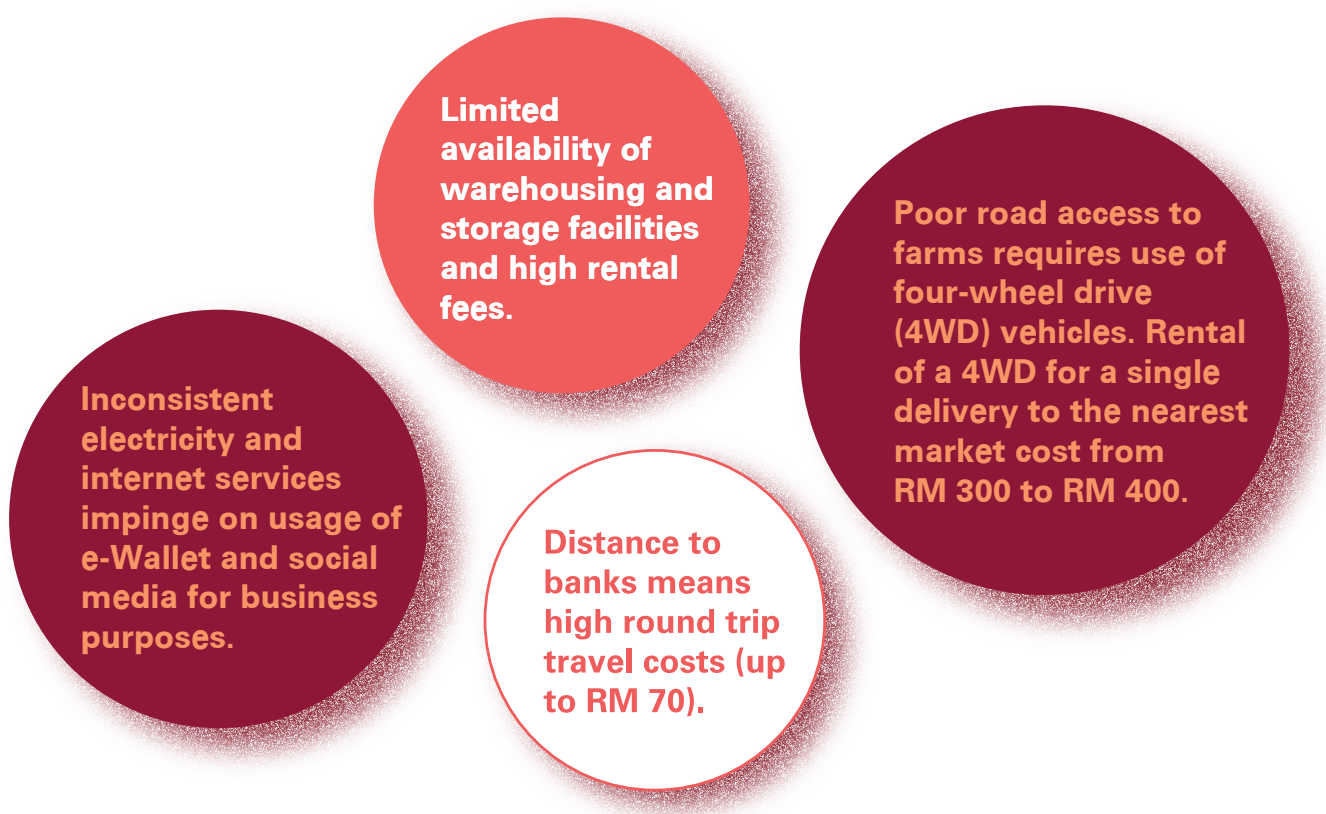 Limited
availability of
warehousing and
storage facilities
and high rental
fees.
Poor road access to
farms requires use of
four-wheel drive
(4WD) vehicles. Rental
of a 4WD for a single
delivery to the nearest
market cost from
RM 300 to RM 400.
Inconsistent
electricity and
internet services
impinge on usage of
e-Wallet and social
media for business
purposes.
Distance to
banks means
high round trip
travel costs (up
to RM 70).